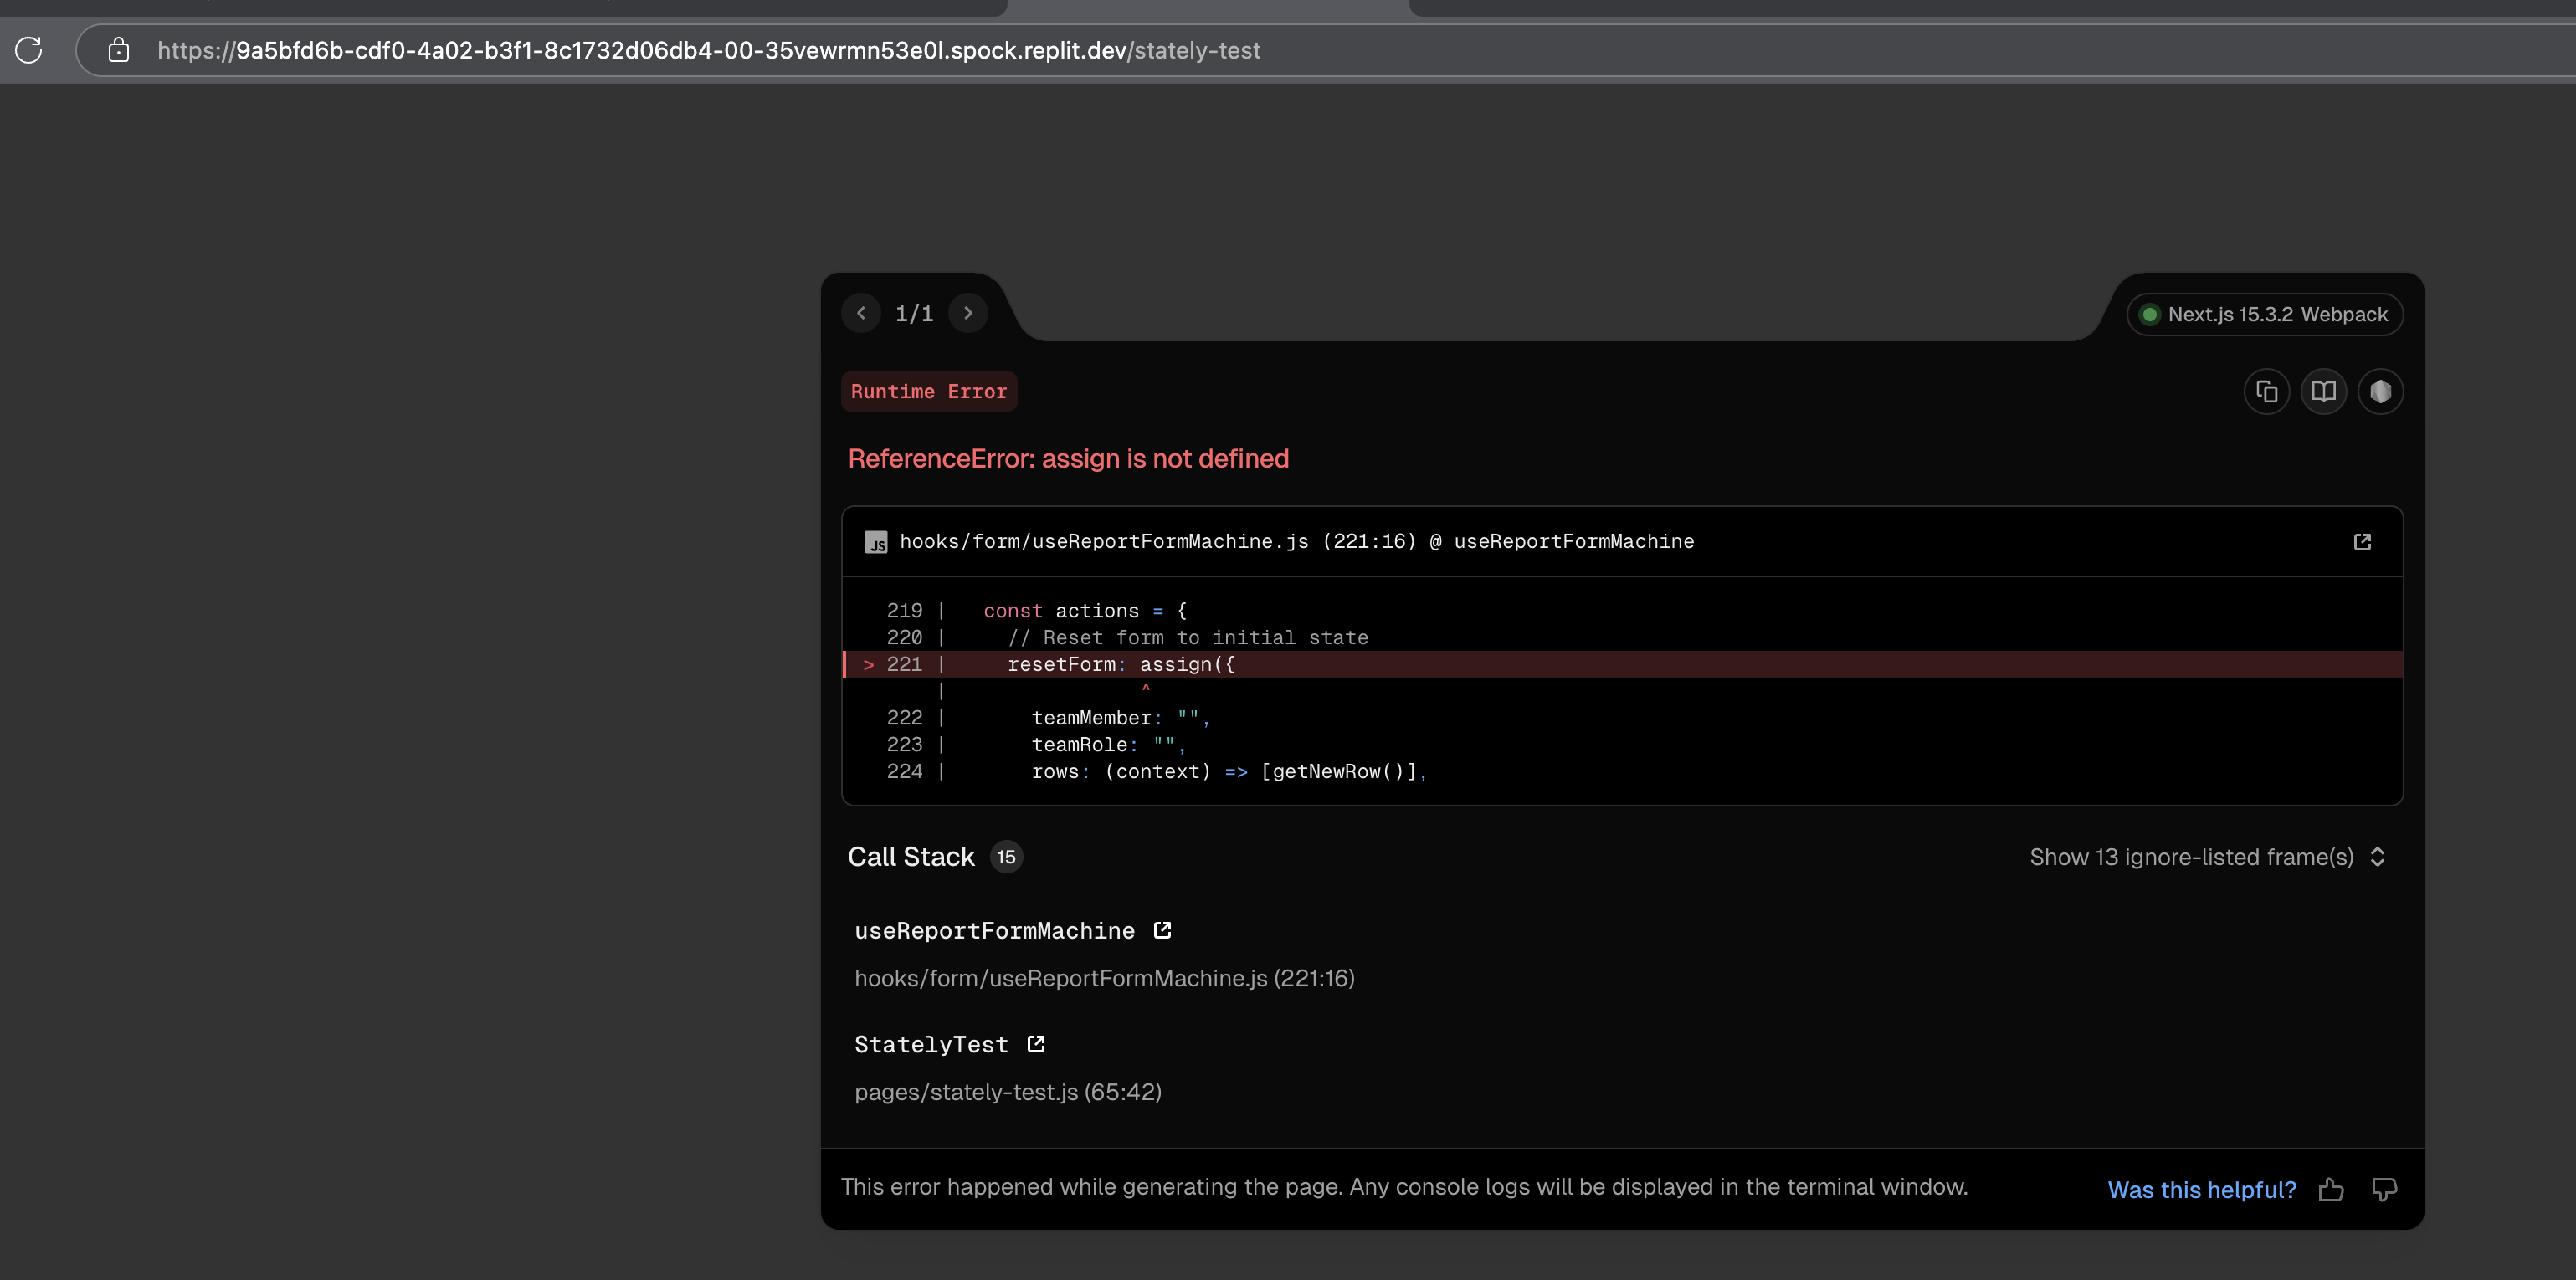 https://9a5bfd6b-cdf0-4a02-b3f1-8c1732d06db4-00-35vewrmn53e0l.spock.replit.dev/stately-test
1/1
Next.js 15.3.2 Webpack
Runtime Error
ReferenceError: assign is not defined
JS hooks/form/useReportFormMachine.js (221:16) @ useReportFormMachine
219 | const actions = {
220 | // Reset form to initial state
> 221 | resetForm: assign({
| ^
222 | teamMember: "",
223 | teamRole: "",
224 | rows: (context) => [getNewRow()],
Call Stack 15
Show 13 ignore-listed frame(s)
useReportFormMachine
hooks/form/useReportFormMachine.js (221:16)
StatelyTest
pages/stately-test.js (65:42)
This error happened while generating the page. Any console logs will be displayed in the terminal window.
Was this helpful?